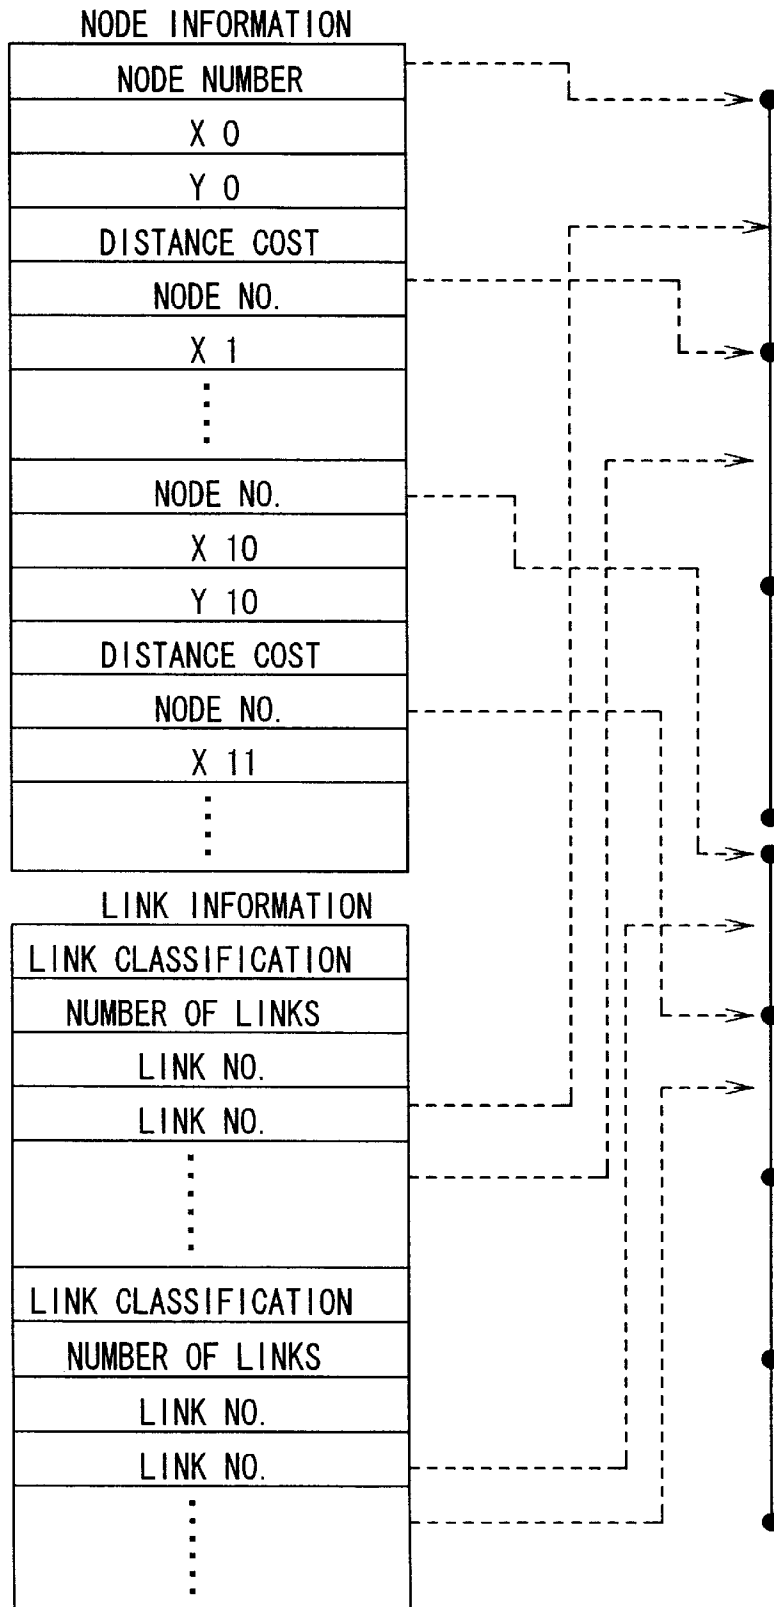 NODE INFORMATION
NODE NUMBER
X 0
Y 0
DISTANCE COST
NODE NO.
X 1
NODE NO.
X 10
Y 10
DISTANCE COST
NODE NO.
X 11
LINK INFORMATION
LINK CLASSIFICATION
NUMBER OF LINKS
LINK NO.
LINK NO.
LINK CLASSIFICATION
NUMBER OF LINKS
LINK NO.
LINK NO.